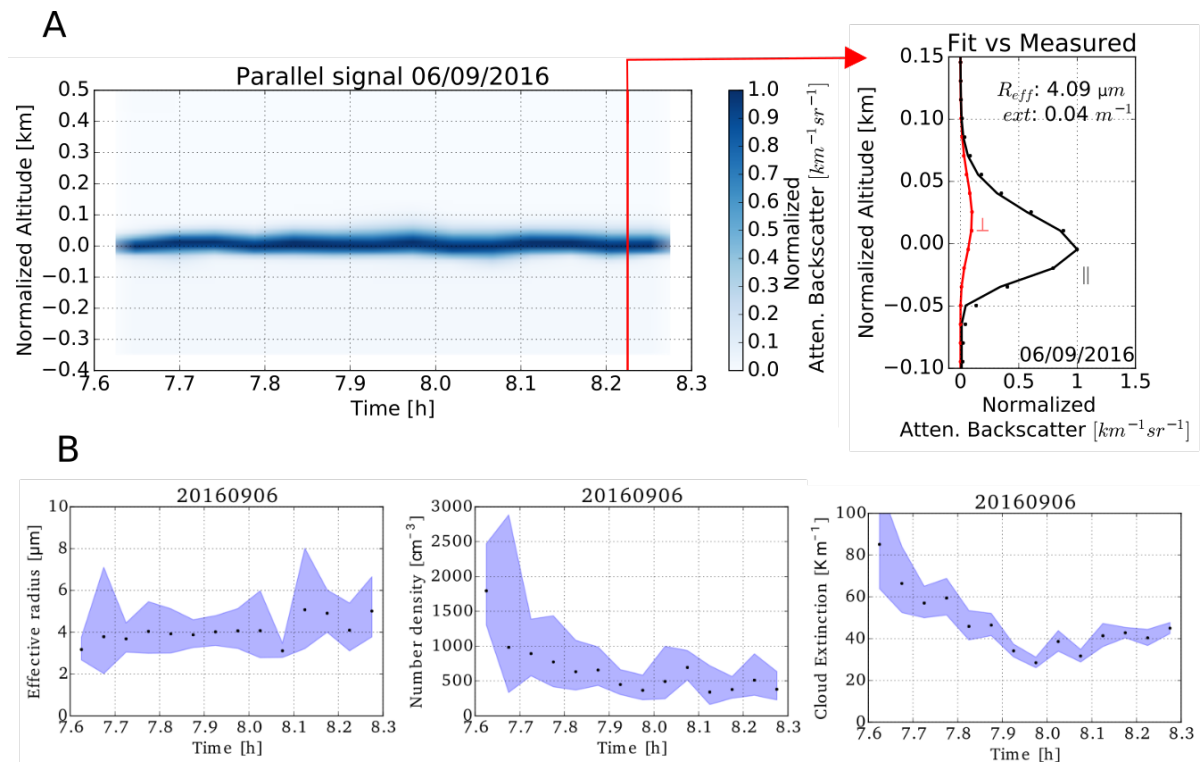 A
Parallel signal 06/09/2016
Normalized Altitude [km]
0.5
0.4
0.3
0.2
0.1
0.0
−0.1
−0.2
−0.3
−0.4
7.6 7.7 7.8 7.9 8.0 8.1 8.2 8.3
Time [h]
1.0
0.9
0.8
0.7
0.6
0.5
0.4
0.3
0.2
0.1
0.0
Normalized
Atten. Backscatter [km⁻¹sr⁻¹]
Fit vs Measured
R_eff: 4.09 μm
ext: 0.04 m⁻¹
Normalized Altitude [km]
0.15
0.10
0.05
0.00
−0.05
−0.10
⊥
||
06/09/2016
0 0.5 1 1.5
Normalized
Atten. Backscatter [km⁻¹sr⁻¹]
B
20160906
Effective radius [μm]
10
8
6
4
2
0
7.6 7.7 7.8 7.9 8.0 8.1 8.2 8.3
Time [h]
20160906
Number density [cm⁻³]
3000
2500
2000
1500
1000
500
0
7.6 7.7 7.8 7.9 8.0 8.1 8.2 8.3
Time [h]
20160906
Cloud Extinction [Km⁻¹]
100
80
60
40
20
0
7.6 7.7 7.8 7.9 8.0 8.1 8.2 8.3
Time [h]